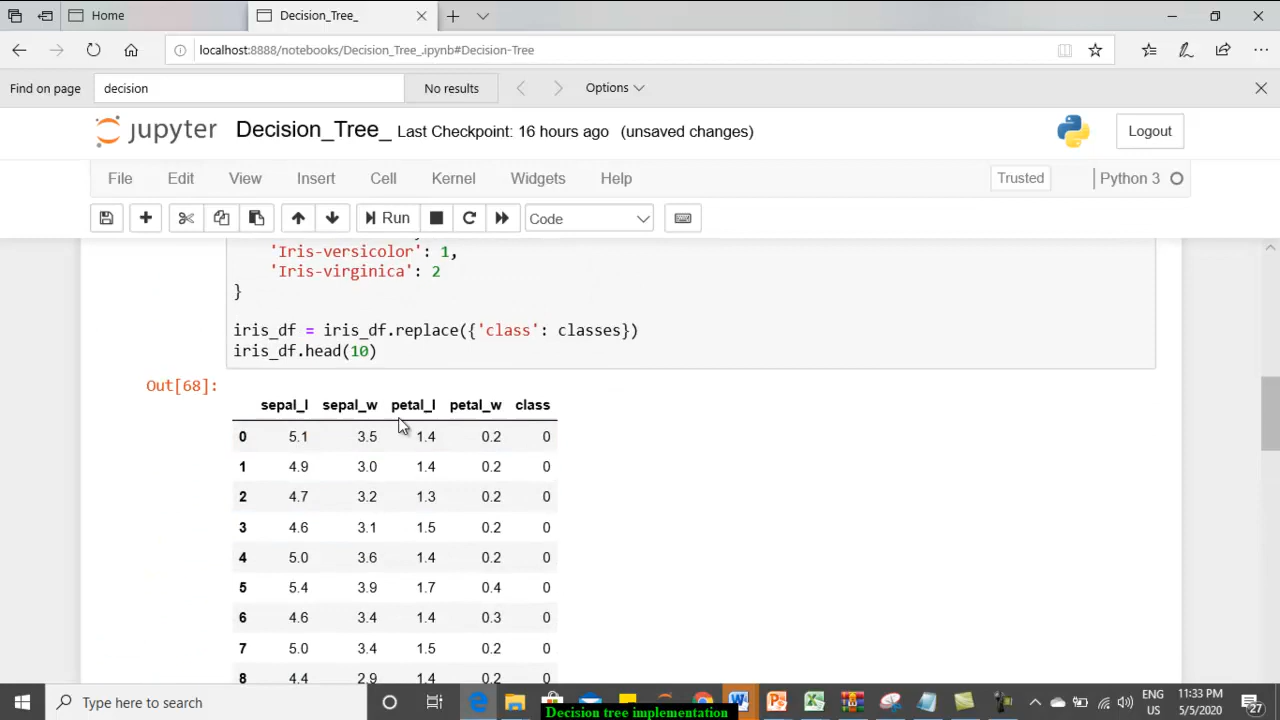 Home
Decision_Tree_
localhost:8888/notebooks/Decision_Tree_.ipynb#Decision-Tree
Find on page decision No results Options
jupyter Decision_Tree_ Last Checkpoint: 16 hours ago (unsaved changes) Logout
File Edit View Insert Cell Kernel Widgets Help Trusted Python 3
Run Code
'Iris-versicolor': 1,
'Iris-virginica': 2
}
iris_df = iris_df.replace({'class': classes})
iris_df.head(10)
Out[68]:
sepal_l sepal_w petal_l petal_w class
0 5.1 3.5 1.4 0.2 0
1 4.9 3.0 1.4 0.2 0
2 4.7 3.2 1.3 0.2 0
3 4.6 3.1 1.5 0.2 0
4 5.0 3.6 1.4 0.2 0
5 5.4 3.9 1.7 0.4 0
6 4.6 3.4 1.4 0.3 0
7 5.0 3.4 1.5 0.2 0
8 4.4 2.9 1.4 0.2 0
Type here to search
ENG 11:33 PM
US 5/5/2020 27
Decision tree implementation